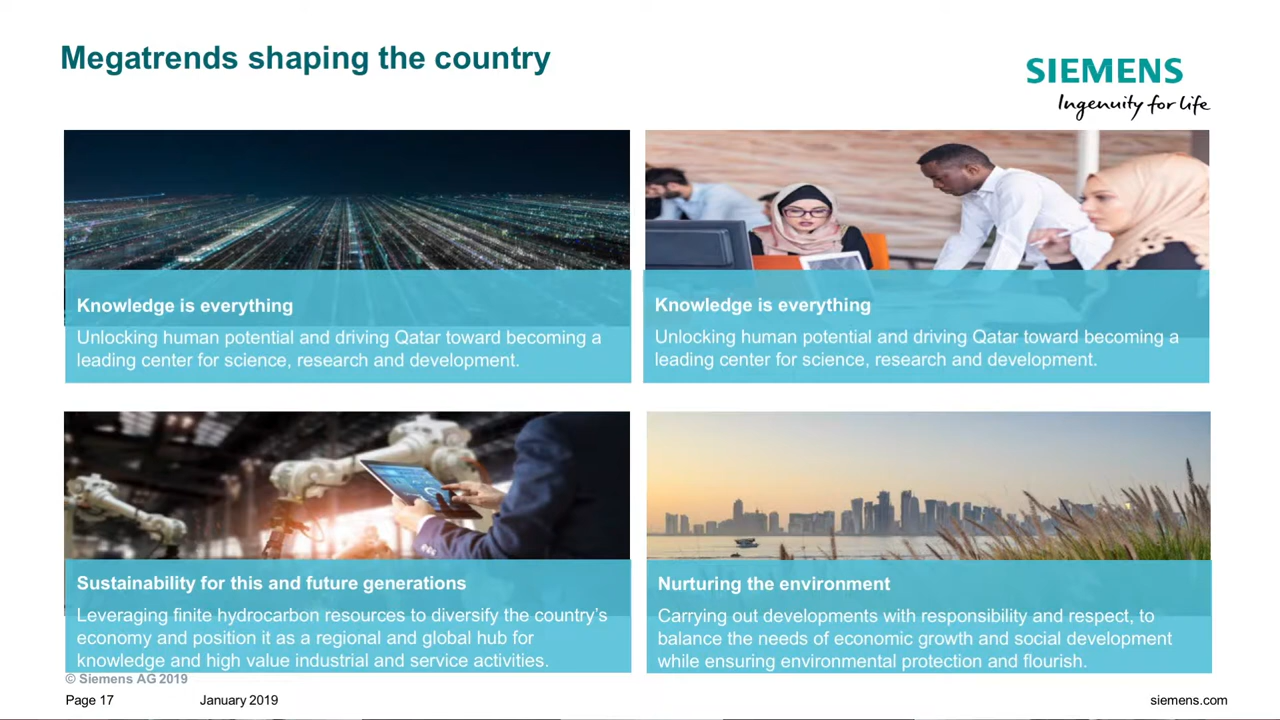 Megatrends shaping the country
SIEMENS
Ingenuity for life
Knowledge is everything
Unlocking human potential and driving Qatar toward becoming a
leading center for science, research and development.
Knowledge is everything
Unlocking human potential and driving Qatar toward becoming a
leading center for science, research and development.
Sustainability for this and future generations
Leveraging finite hydrocarbon resources to diversify the country’s
economy and position it as a regional and global hub for
knowledge and high value industrial and service activities.
Nurturing the environment
Carrying out developments with responsibility and respect, to
balance the needs of economic growth and social development
while ensuring environmental protection and flourish.
© Siemens AG 2019
Page 17 January 2019 siemens.com